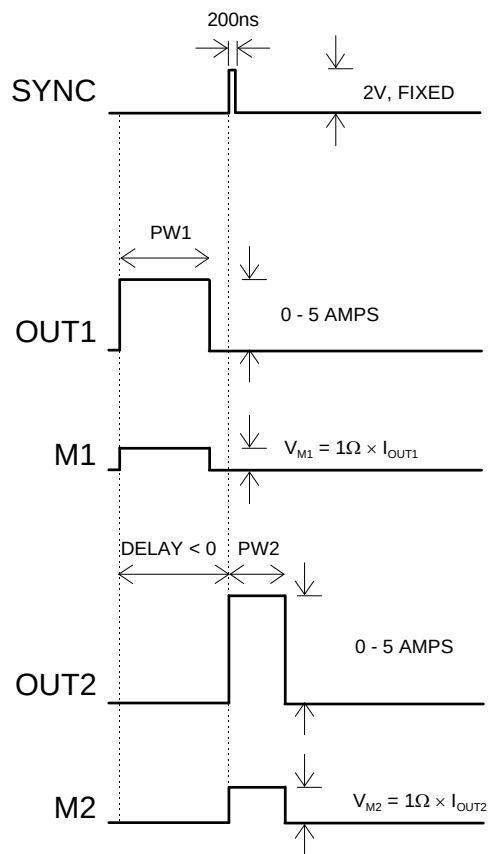 200ns
SYNC
2V, FIXED
PW1
OUT1
0 - 5 AMPS
M1
V_M1 = 1Ω × I_OUT1
DELAY < 0
PW2
0 - 5 AMPS
OUT2
M2
V_M2 = 1Ω × I_OUT2